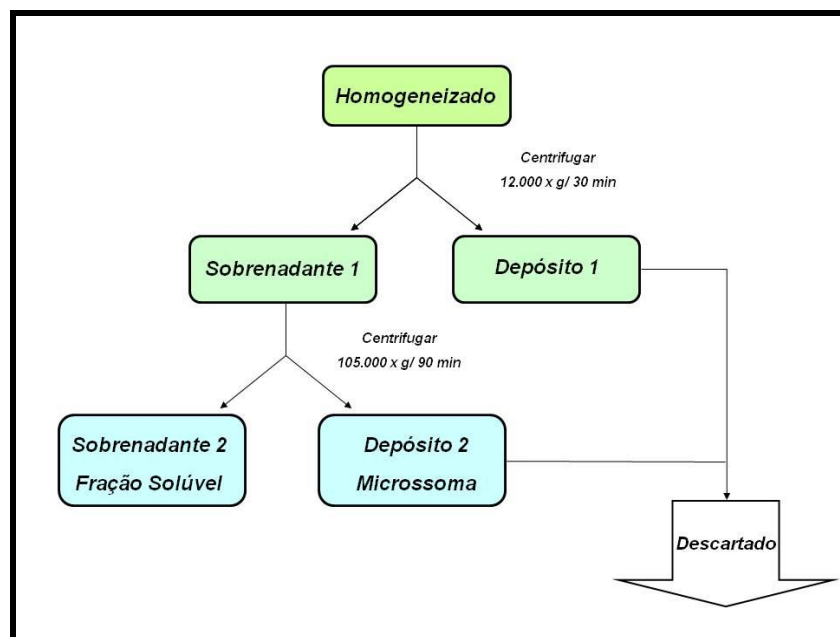 Homogeneizado
Centrifugar
12.000 x g/ 30 min
Sobrenadante 1
Depósito 1
Centrifugar
105.000 x g/ 90 min
Sobrenadante 2
Fração Solúvel
Depósito 2
Microssoma
Descartado